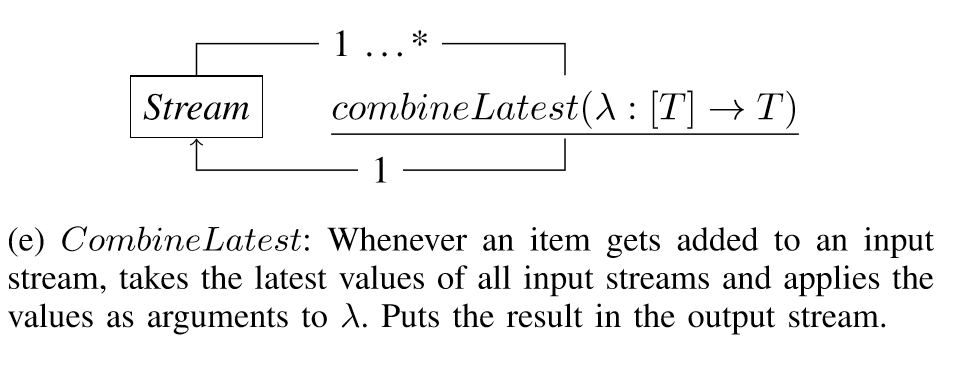 1 ...*
Stream combineLatest(λ : [T] → T)
1
(e) CombineLatest: Whenever an item gets added to an input
stream, takes the latest values of all input streams and applies the
values as arguments to λ. Puts the result in the output stream.